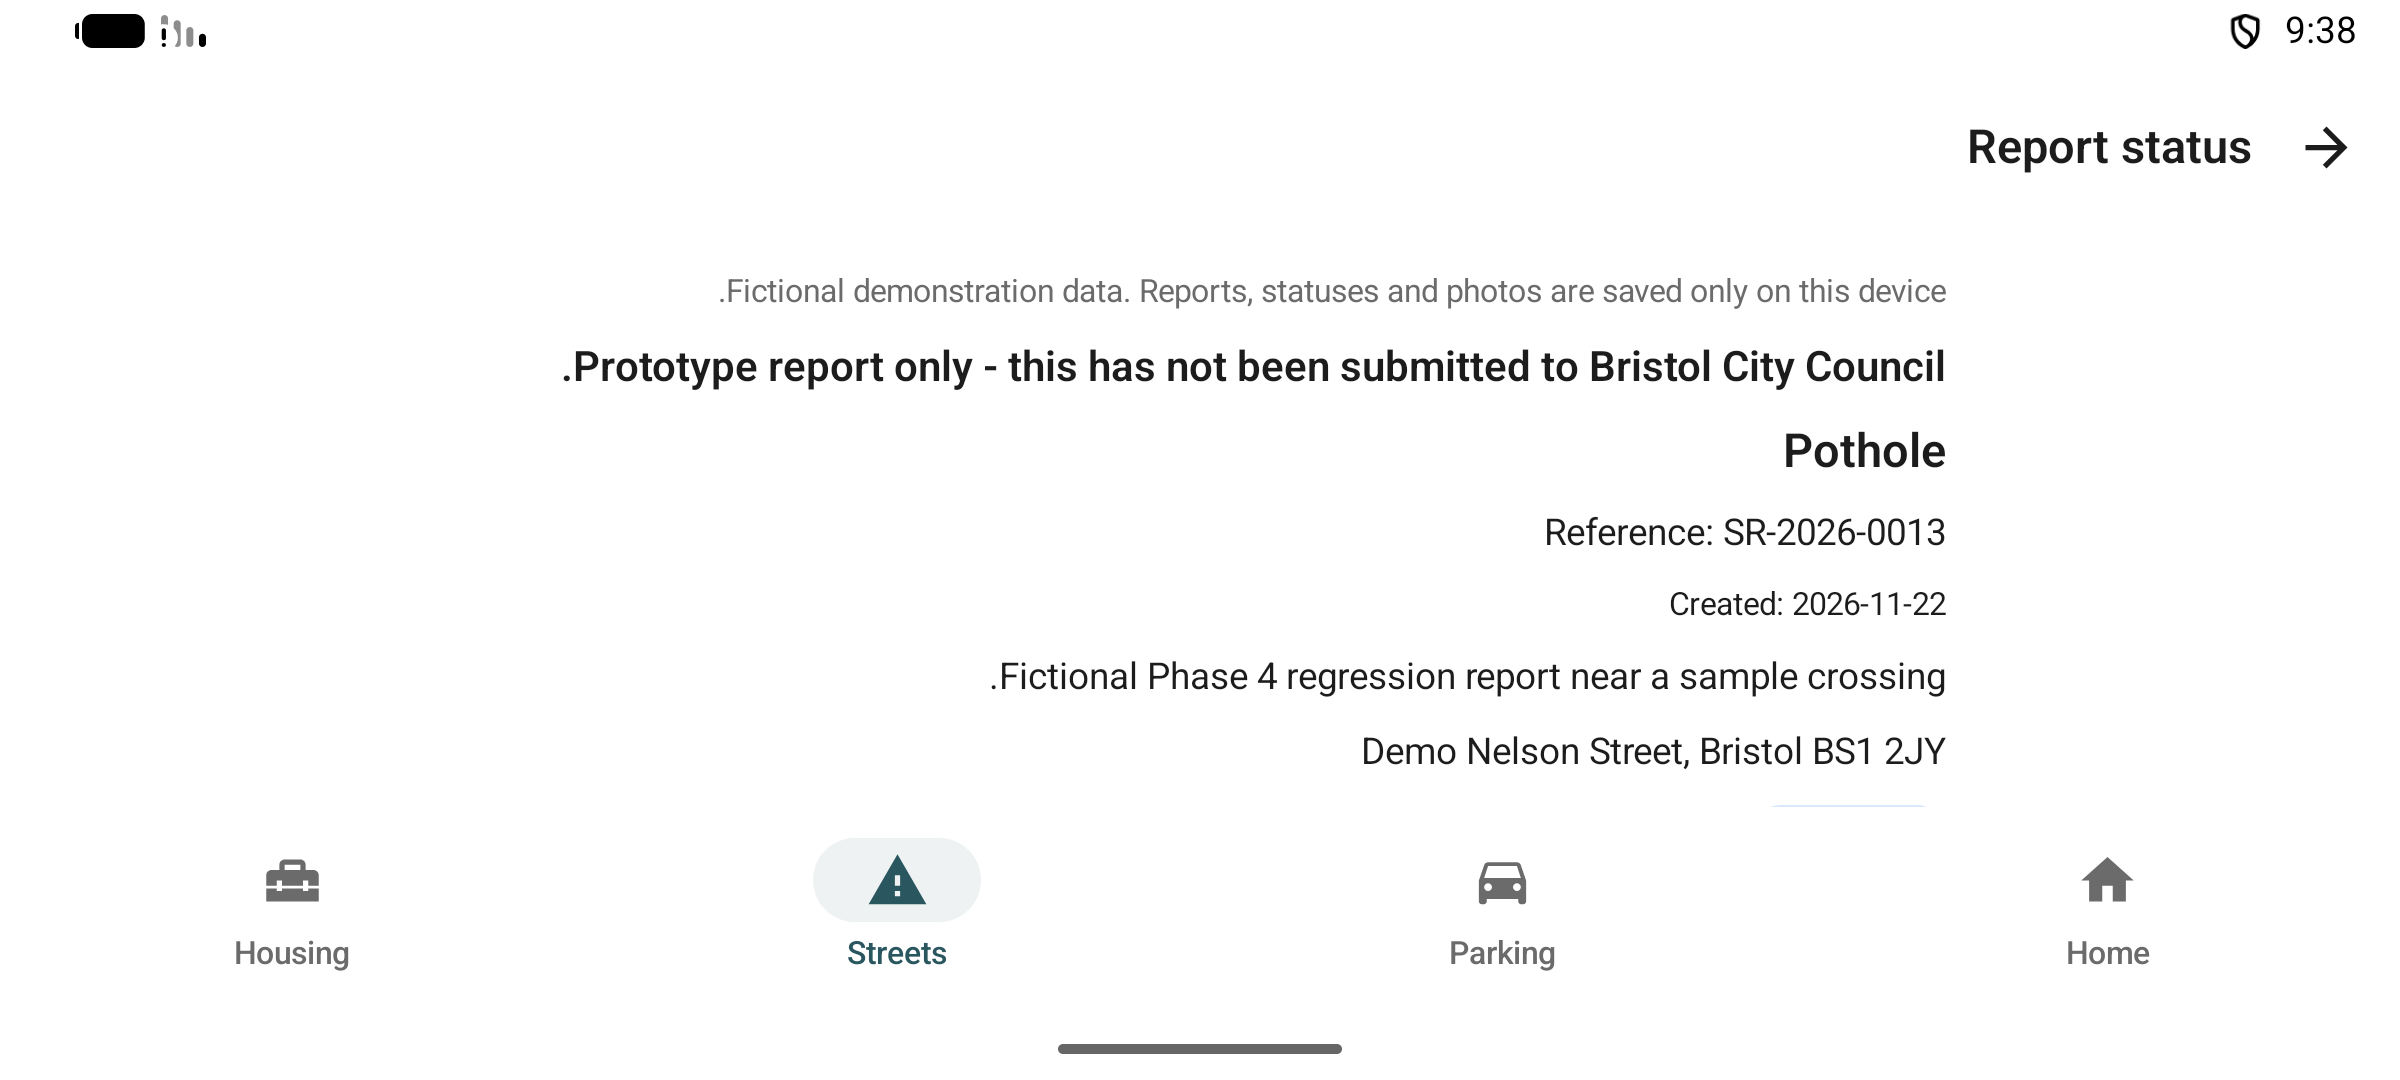 9:38
Report status
.Fictional demonstration data. Reports, statuses and photos are saved only on this device
.Prototype report only - this has not been submitted to Bristol City Council
Pothole
Reference: SR-2026-0013
Created: 2026-11-22
.Fictional Phase 4 regression report near a sample crossing
Demo Nelson Street, Bristol BS1 2JY
Housing
Streets
Parking
Home